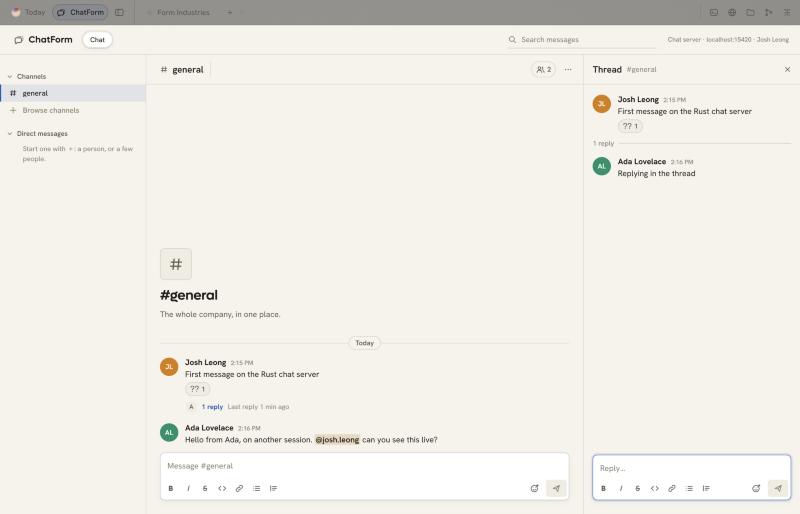 Today
ChatForm
Form Industries
ChatForm
Chat
Search messages
Chat server · localhost:15420 · Josh Leong
Channels
# general
Browse channels
Direct messages
Start one with +: a person, or a few
people.
# general
2
#general
The whole company, in one place.
Today
JL
Josh Leong 2:15 PM
First message on the Rust chat server
?? 1
A 1 reply Last reply 1 min ago
AL
Ada Lovelace 2:16 PM
Hello from Ada, on another session. @josh.leong can you see this live?
Message #general
B I S
Thread #general
JL
Josh Leong 2:15 PM
First message on the Rust chat server
?? 1
1 reply
AL
Ada Lovelace 2:16 PM
Replying in the thread
Reply...
B I S